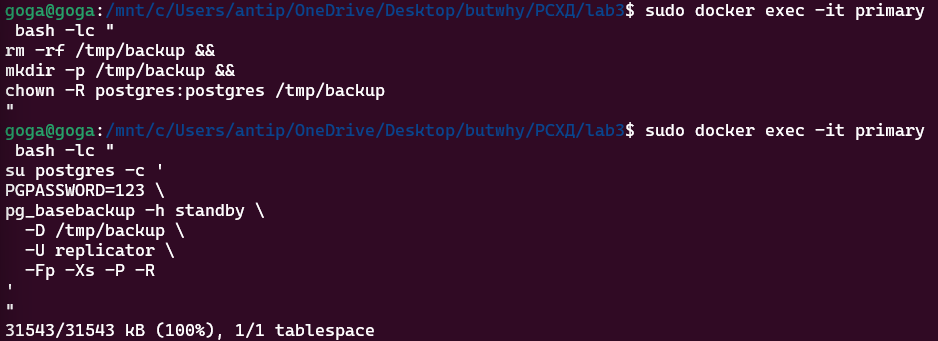 goga@goga:/mnt/c/Users/antip/OneDrive/Desktop/butwhy/РСХД/lab3$ sudo docker exec -it primary
 bash -lc "
rm -rf /tmp/backup &&
mkdir -p /tmp/backup &&
chown -R postgres:postgres /tmp/backup
"
goga@goga:/mnt/c/Users/antip/OneDrive/Desktop/butwhy/РСХД/lab3$ sudo docker exec -it primary
 bash -lc "
su postgres -c '
PGPASSWORD=123 \
pg_basebackup -h standby \
  -D /tmp/backup \
  -U replicator \
  -Fp -Xs -P -R
'
"
31543/31543 kB (100%), 1/1 tablespace